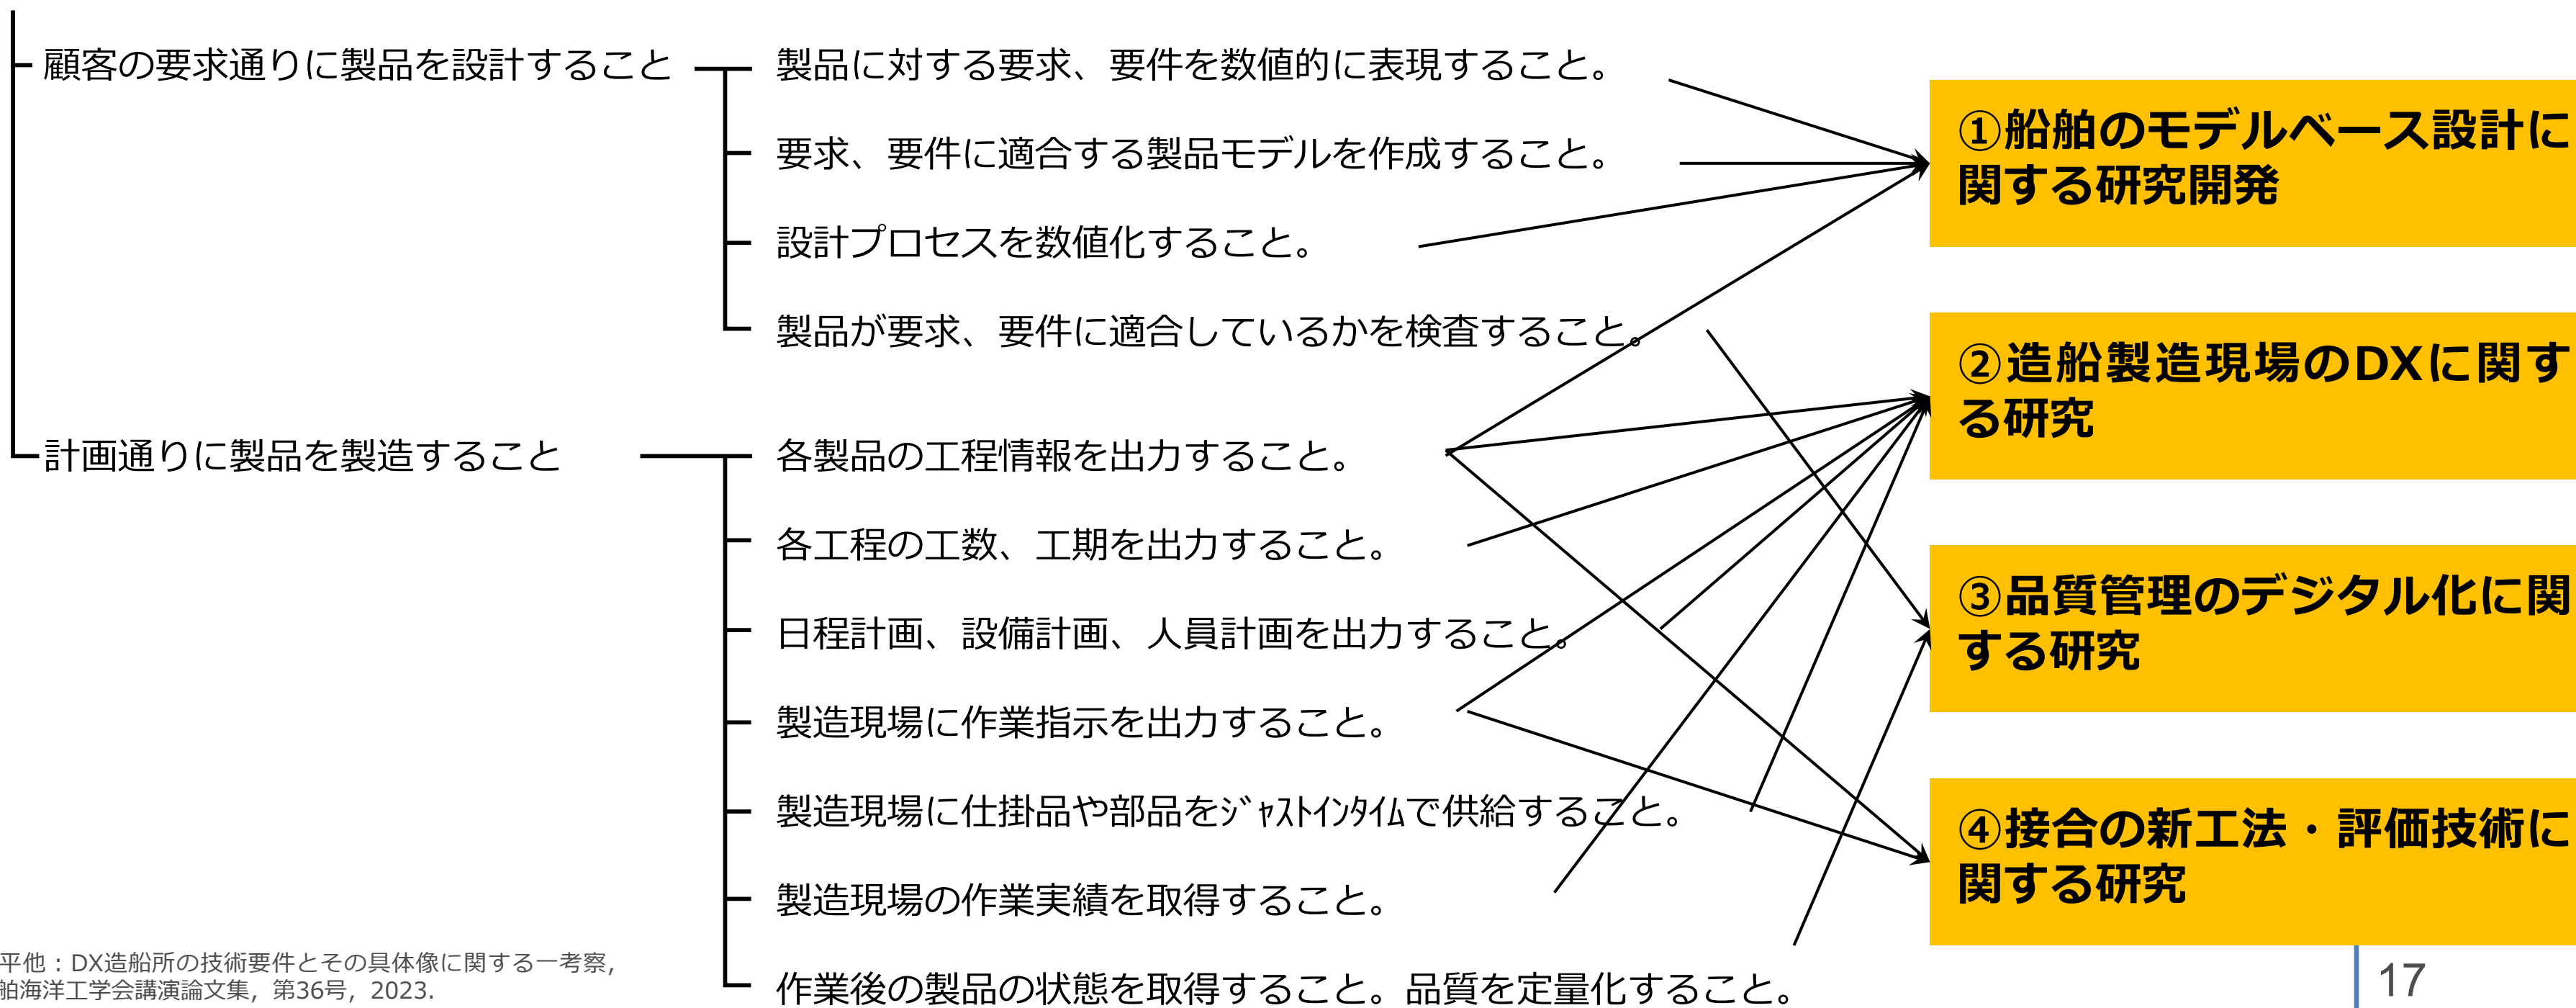 顧客の要求通りに製品を設計すること
製品に対する要求、要件を数値的に表現すること。
要求、要件に適合する製品モデルを作成すること。
設計プロセスを数値化すること。
製品が要求、要件に適合しているかを検査すること。
計画通りに製品を製造すること
各製品の工程情報を出力すること。
各工程の工数、工期を出力すること。
日程計画、設備計画、人員計画を出力すること。
製造現場に作業指示を出力すること。
製造現場に仕掛品や部品をｼﾞｬｽﾄｲﾝﾀｲﾑで供給すること。
製造現場の作業実績を取得すること。
作業後の製品の状態を取得すること。品質を定量化すること。
①船舶のモデルベース設計に
関する研究開発
②造船製造現場のDXに関す
る研究
③品質管理のデジタル化に関
する研究
④接合の新工法・評価技術に
関する研究
平他：DX造船所の技術要件とその具体像に関する一考察,
舶海洋工学会講演論文集，第36号，2023.
17